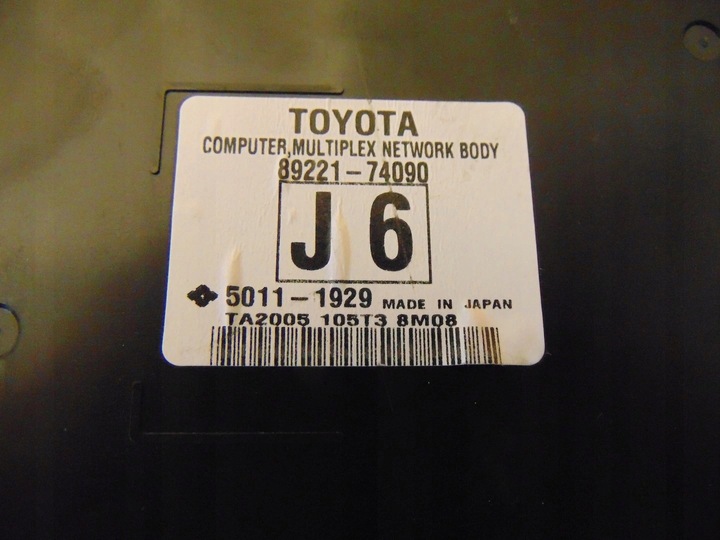 TOYOTA
COMPUTER,MULTIPLEX NETWORK BODY
89221-74090
J 6
5011-1929 MADE IN JAPAN
TA2005 105T3 8M08